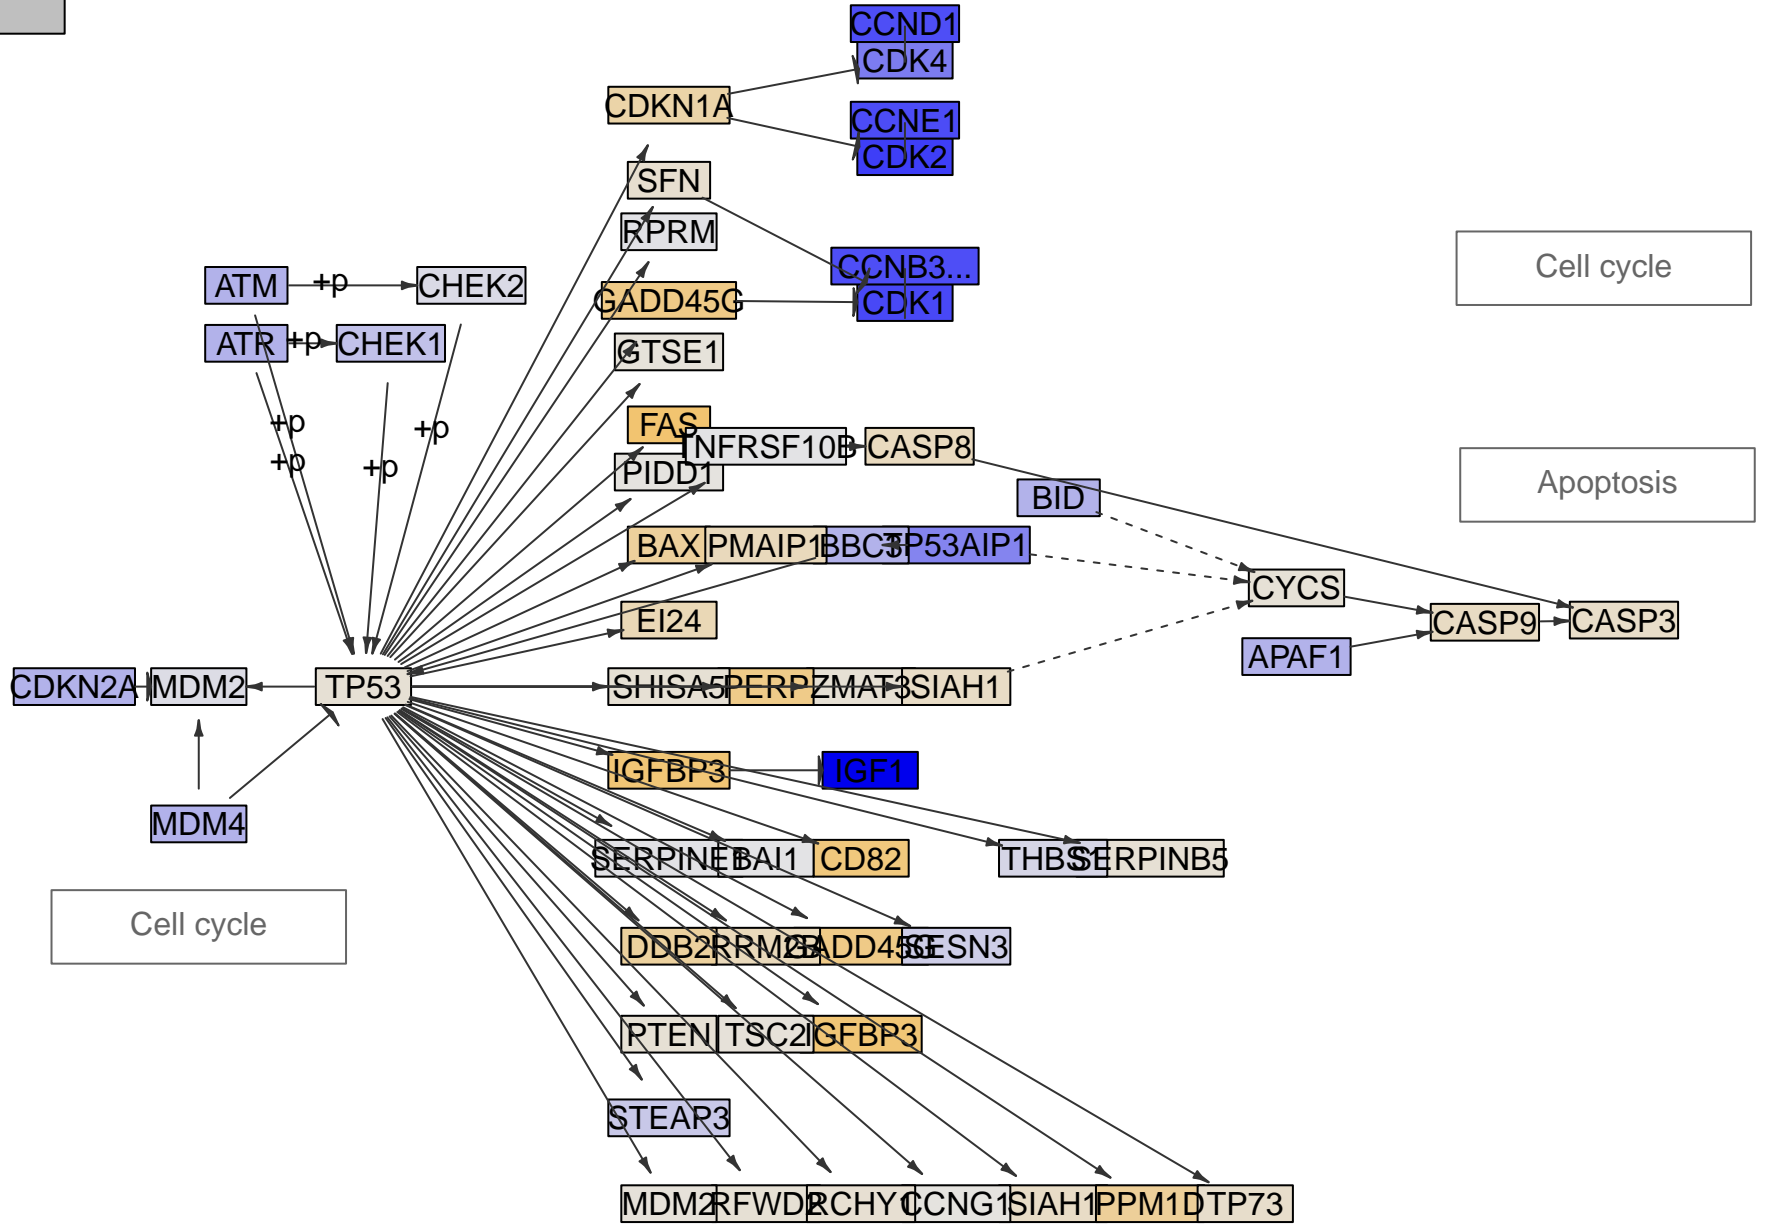 CCND1
CDK4
CDKN1A
CCNE1
CDK2
SFN
RPRM
Cell cycle
CCNB3...
ATM
+p
CHEK2
GADD45G
CDK1
ATR
+p
CHEK1
GTSE1
+p
+p
FAS
TNFRSF10B
CASP8
+p
+p
PIDD1
Apoptosis
BID
BAX
PMAIP1
BBC3
TP53AIP1
CYCS
EI24
CASP9
CASP3
APAF1
CDKN2A
MDM2
TP53
SHISA5
PERP
ZMAT3
SIAH1
IGFBP3
IGF1
MDM4
SERPINE1
BAI1
CD82
THBS1
SERPINB5
Cell cycle
DDB2
RRM2B
GADD45G
SESN3
PTEN
TSC2
IGFBP3
STEAP3
MDM2
RFWD2
RCHY1
CCNG1
SIAH1
PPM1D
TP73